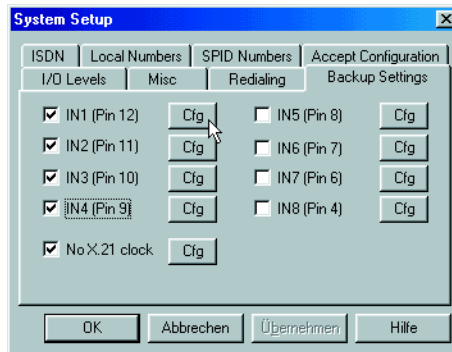 System Setup
ISDN Local Numbers SPID Numbers Accept Configuration
I/O Levels Misc Redialing Backup Settings
IN1 (Pin 12) Cfg IN5 (Pin 8) Cfg
IN2 (Pin 11) Cfg IN6 (Pin 7) Cfg
IN3 (Pin 10) Cfg IN7 (Pin 6) Cfg
IN4 (Pin 9) Cfg IN8 (Pin 4) Cfg
No X.21 clock Cfg
OK Abbrechen Übernehmen Hilfe